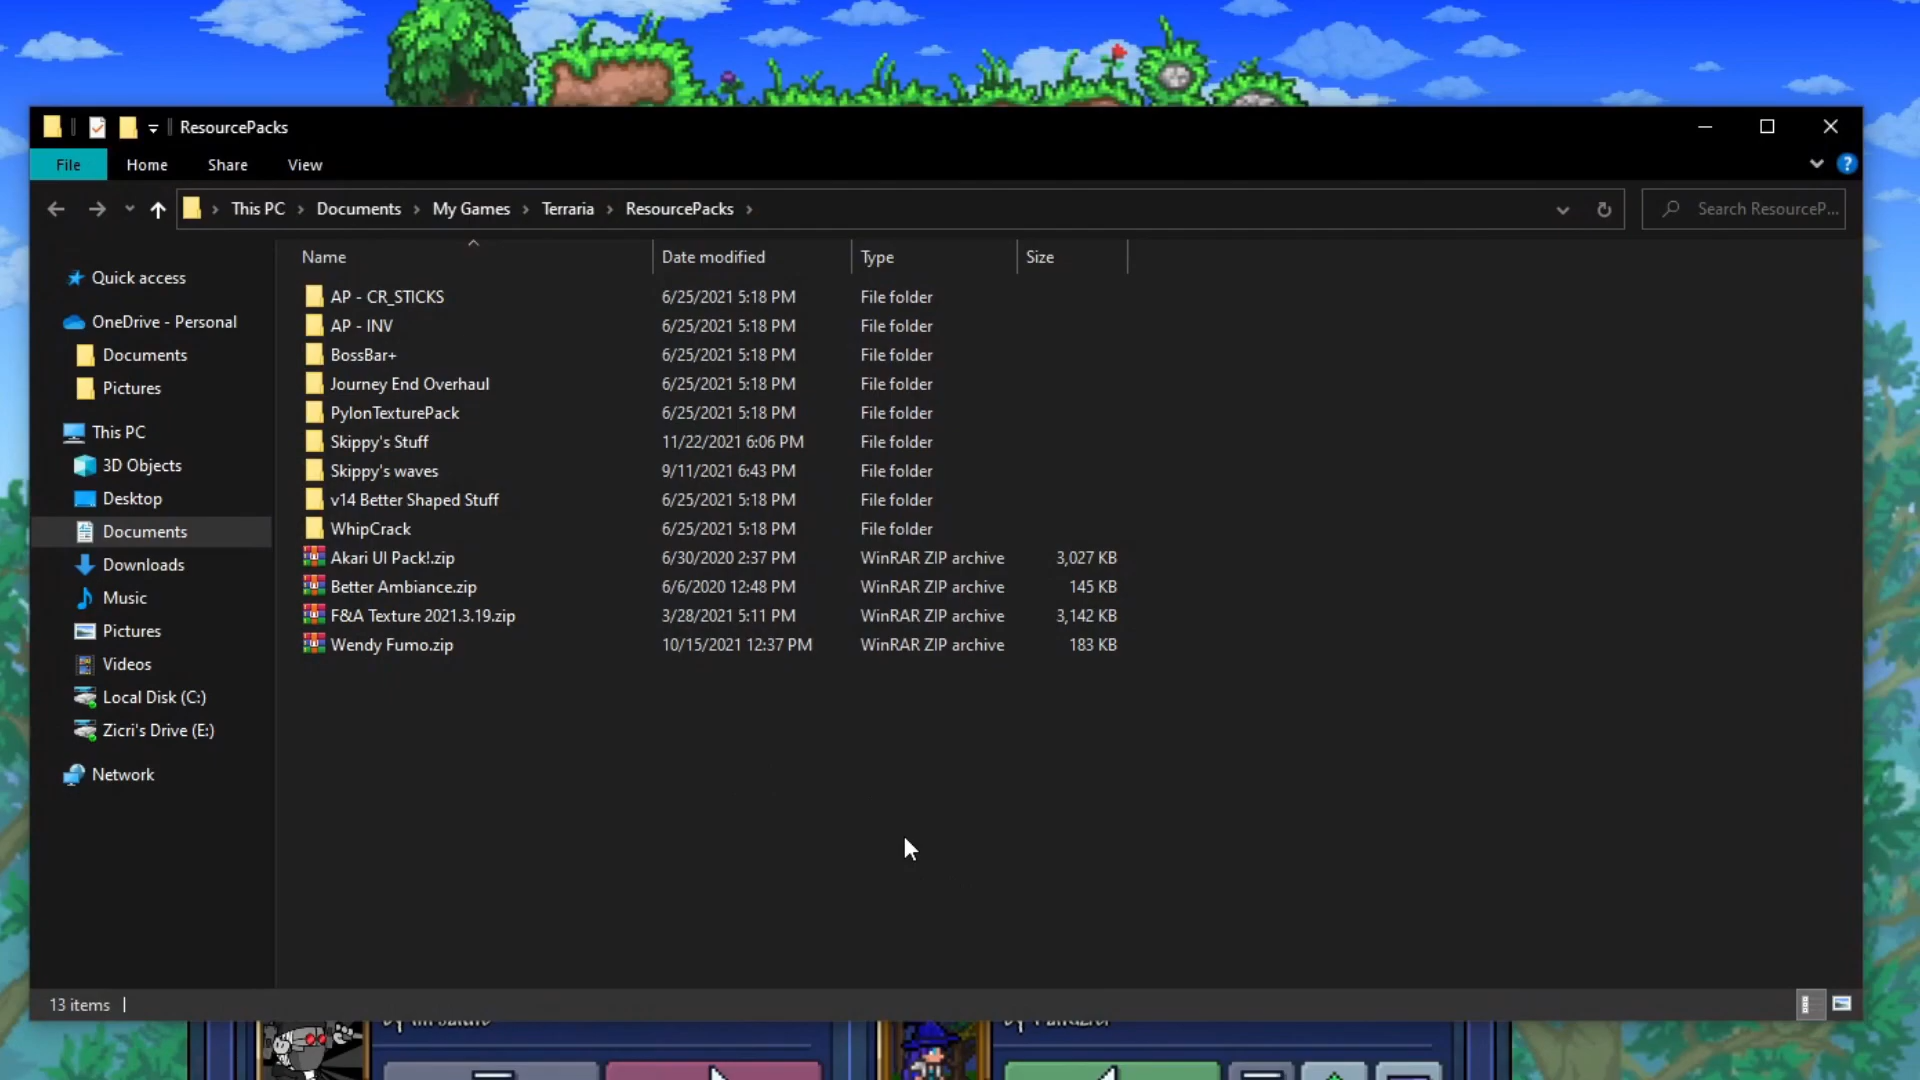 ResourcePacks
File Home Share View
This PC Documents My Games Terraria ResourcePacks
Search ResourceP...
Name Date modified Type Size
Quick access
OneDrive - Personal
Documents
Pictures
This PC
3D Objects
Desktop
Documents
Downloads
Music
Pictures
Videos
Local Disk (C:)
Zicri's Drive (E:)
Network
AP - CR_STICKS 6/25/2021 5:18 PM File folder
AP - INV 6/25/2021 5:18 PM File folder
BossBar+ 6/25/2021 5:18 PM File folder
Journey End Overhaul 6/25/2021 5:18 PM File folder
PylonTexturePack 6/25/2021 5:18 PM File folder
Skippy's Stuff 11/22/2021 6:06 PM File folder
Skippy's waves 9/11/2021 6:43 PM File folder
v14 Better Shaped Stuff 6/25/2021 5:18 PM File folder
WhipCrack 6/25/2021 5:18 PM File folder
Akari UI Pack!.zip 6/30/2020 2:37 PM WinRAR ZIP archive 3,027 KB
Better Ambiance.zip 6/6/2020 12:48 PM WinRAR ZIP archive 145 KB
F&A Texture 2021.3.19.zip 3/28/2021 5:11 PM WinRAR ZIP archive 3,142 KB
Wendy Fumo.zip 10/15/2021 12:37 PM WinRAR ZIP archive 183 KB
13 items